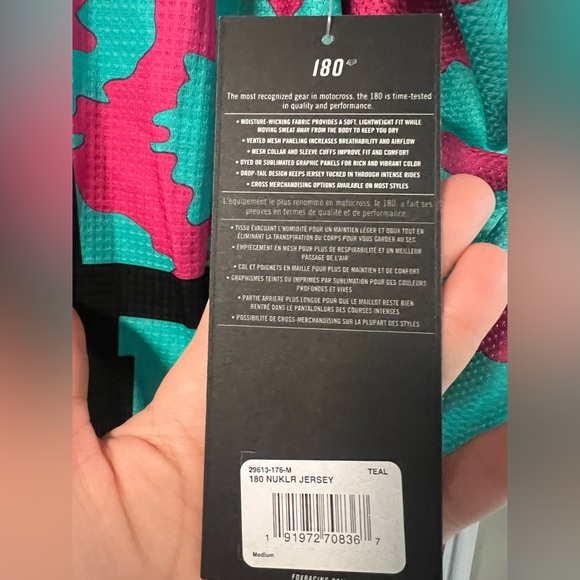 180
The most recognized gear in motocross, the 180 is time-tested
in quality and performance.
• MOISTURE-WICKING FABRIC PROVIDES A SOFT, LIGHTWEIGHT FIT WHILE
MOVING SWEAT AWAY FROM THE BODY TO KEEP YOU DRY
• VENTED MESH PANELING INCREASES BREATHABILITY AND AIRFLOW
• MESH COLLAR AND SLEEVE CUFFS IMPROVE FIT AND COMFORT
• DYED OR SUBLIMATED GRAPHIC PANELS FOR RICH AND VIBRANT COLOR
• DROP-TAIL DESIGN KEEPS JERSEY TUCKED IN THROUGH INTENSE RIDES
• CROSS MERCHANDISING OPTIONS AVAILABLE ON MOST STYLES
L'équipement le plus renommé en motocross, le 180, a fait ses
preuves en termes de qualité et de performance.
• TISSU ÉVACUANT L'HUMIDITÉ POUR UN MAINTIEN LÉGER ET DOUX TOUT EN
ÉLIMINANT LA TRANSPIRATION DU CORPS POUR VOUS GARDER AU SEC
• EMPIÈCEMENT EN MESH POUR PLUS DE RESPIRABILITÉ ET UN MEILLEUR
PASSAGE DE L'AIR
• COL ET POIGNETS EN MAILLE POUR PLUS DE MAINTIEN ET DE CONFORT
• GRAPHISMES TEINTS OU IMPRIMÉS PAR SUBLIMATION POUR DES COULEURS
PROFONDES ET VIVES
• PARTIE ARRIÈRE PLUS LONGUE POUR QUE LE MAILLOT RESTE BIEN
RENTRÉ DANS LE PANTALONLORS DES COURSES INTENSES
• POSSIBILITÉ DE CROSS-MERCHANDISING SUR LA PLUPART DES STYLES
29613-176-M TEAL
180 NUKLR JERSEY
1 91972 70836 7
Medium